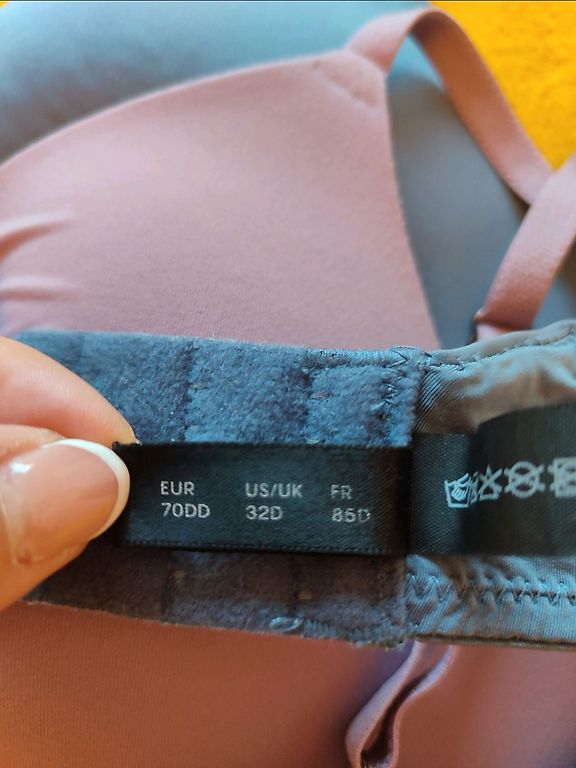 EUR US/UK FR
70DD 32D 85D